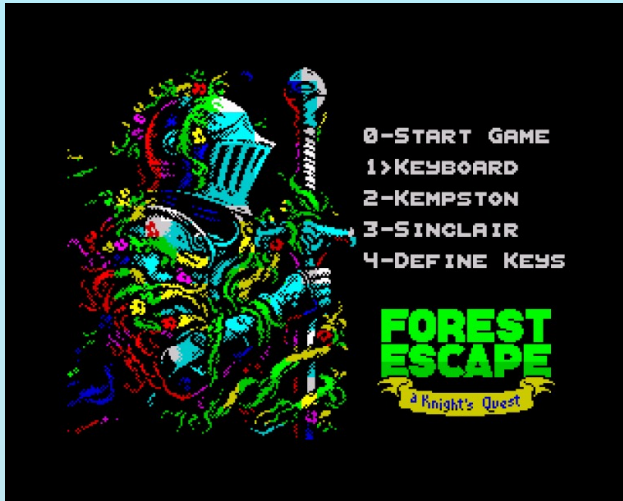 0-START GAME
1>KEYBOARD
2-KEMPSTON
3-SINCLAIR
4-DEFINE KEYS
FOREST
ESCAPE
a Knight's Quest